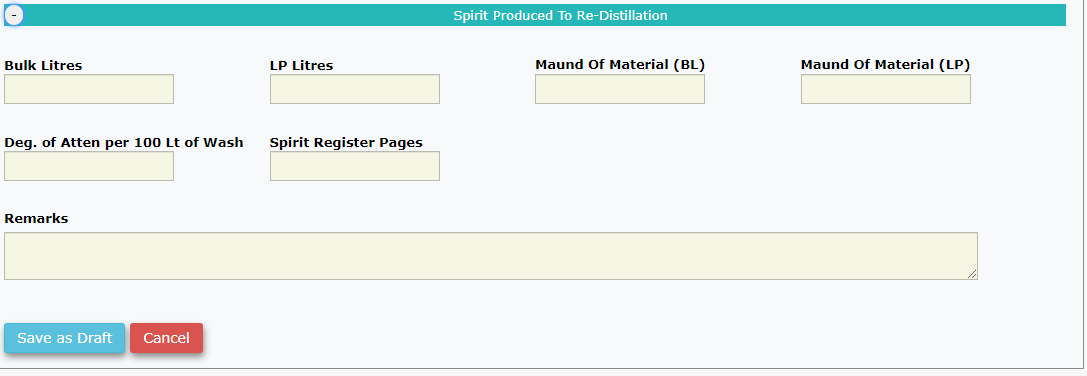 -
Spirit Produced To Re-Distillation
Bulk Litres
LP Litres
Maund Of Material (BL)
Maund Of Material (LP)
Deg. of Atten per 100 Lt of Wash
Spirit Register Pages
Remarks
Save as Draft
Cancel